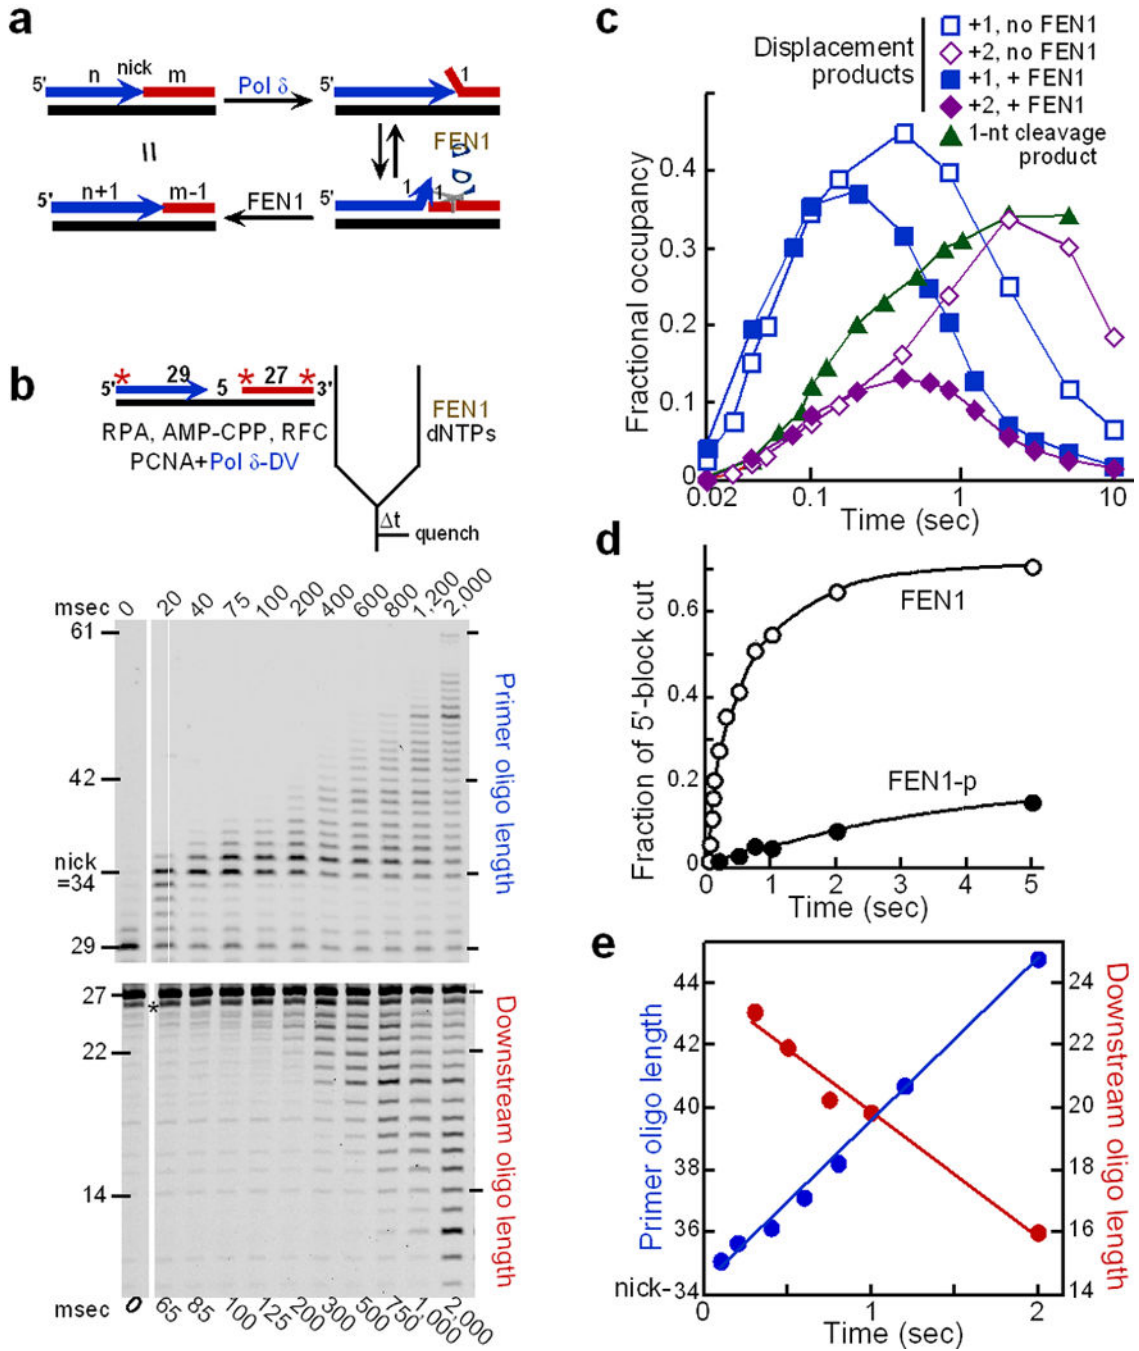 a
5'
n
nick
m
Pol δ
1
FEN1
1
1
5'
n+1
m-1
FEN1
=
b
5'
*
29
5
*
27
*
3'
RPA, AMP-CPP, RFC
PCNA+Pol δ-DV
FEN1
dNTPs
Δt
quench
msec
0
20
40
75
100
200
400
600
800
1,200
2,000
61
42
nick
=34
29
Primer oligo length
27
*
22
14
Downstream oligo length
msec
0
65
85
100
125
200
300
500
750
1,000
2,000
c
Displacement
products
+1, no FEN1
+2, no FEN1
+1, + FEN1
+2, + FEN1
1-nt cleavage
product
Fractional occupancy
0.4
0.3
0.2
0.1
0
0.02
0.1
1
10
Time (sec)
d
Fraction of 5'-block cut
0.6
0.4
0.2
0
FEN1
FEN1-p
0
1
2
3
4
5
Time (sec)
e
Primer oligo length
44
42
40
38
36
nick-34
24
22
20
18
16
14
Downstream oligo length
0
1
2
Time (sec)